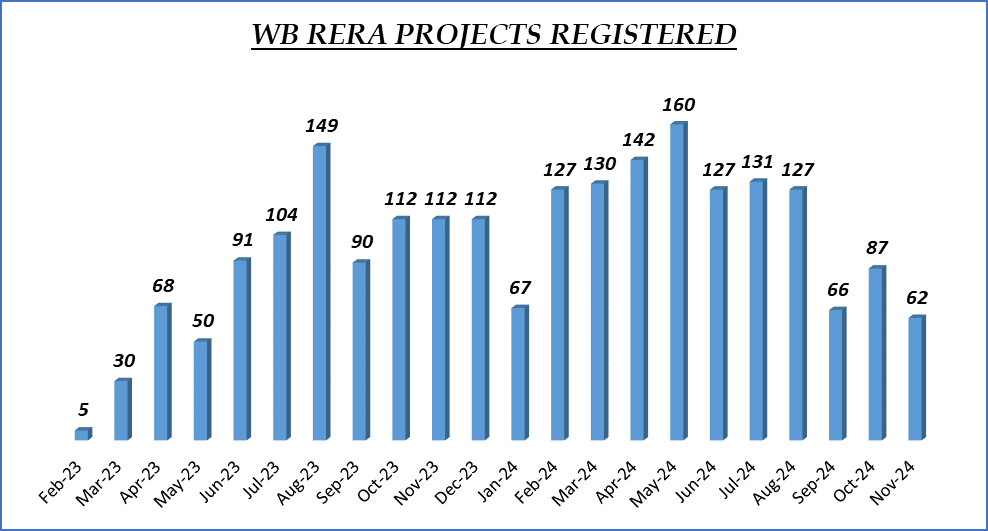 WB RERA PROJECTS REGISTERED
5
30
68
50
91
104
149
90
112
112
112
67
127
130
142
160
127
131
127
66
87
62
Feb-23
Mar-23
Apr-23
May-23
Jun-23
Jul-23
Aug-23
Sep-23
Oct-23
Nov-23
Dec-23
Jan-24
Feb-24
Mar-24
Apr-24
May-24
Jun-24
Jul-24
Aug-24
Sep-24
Oct-24
Nov-24